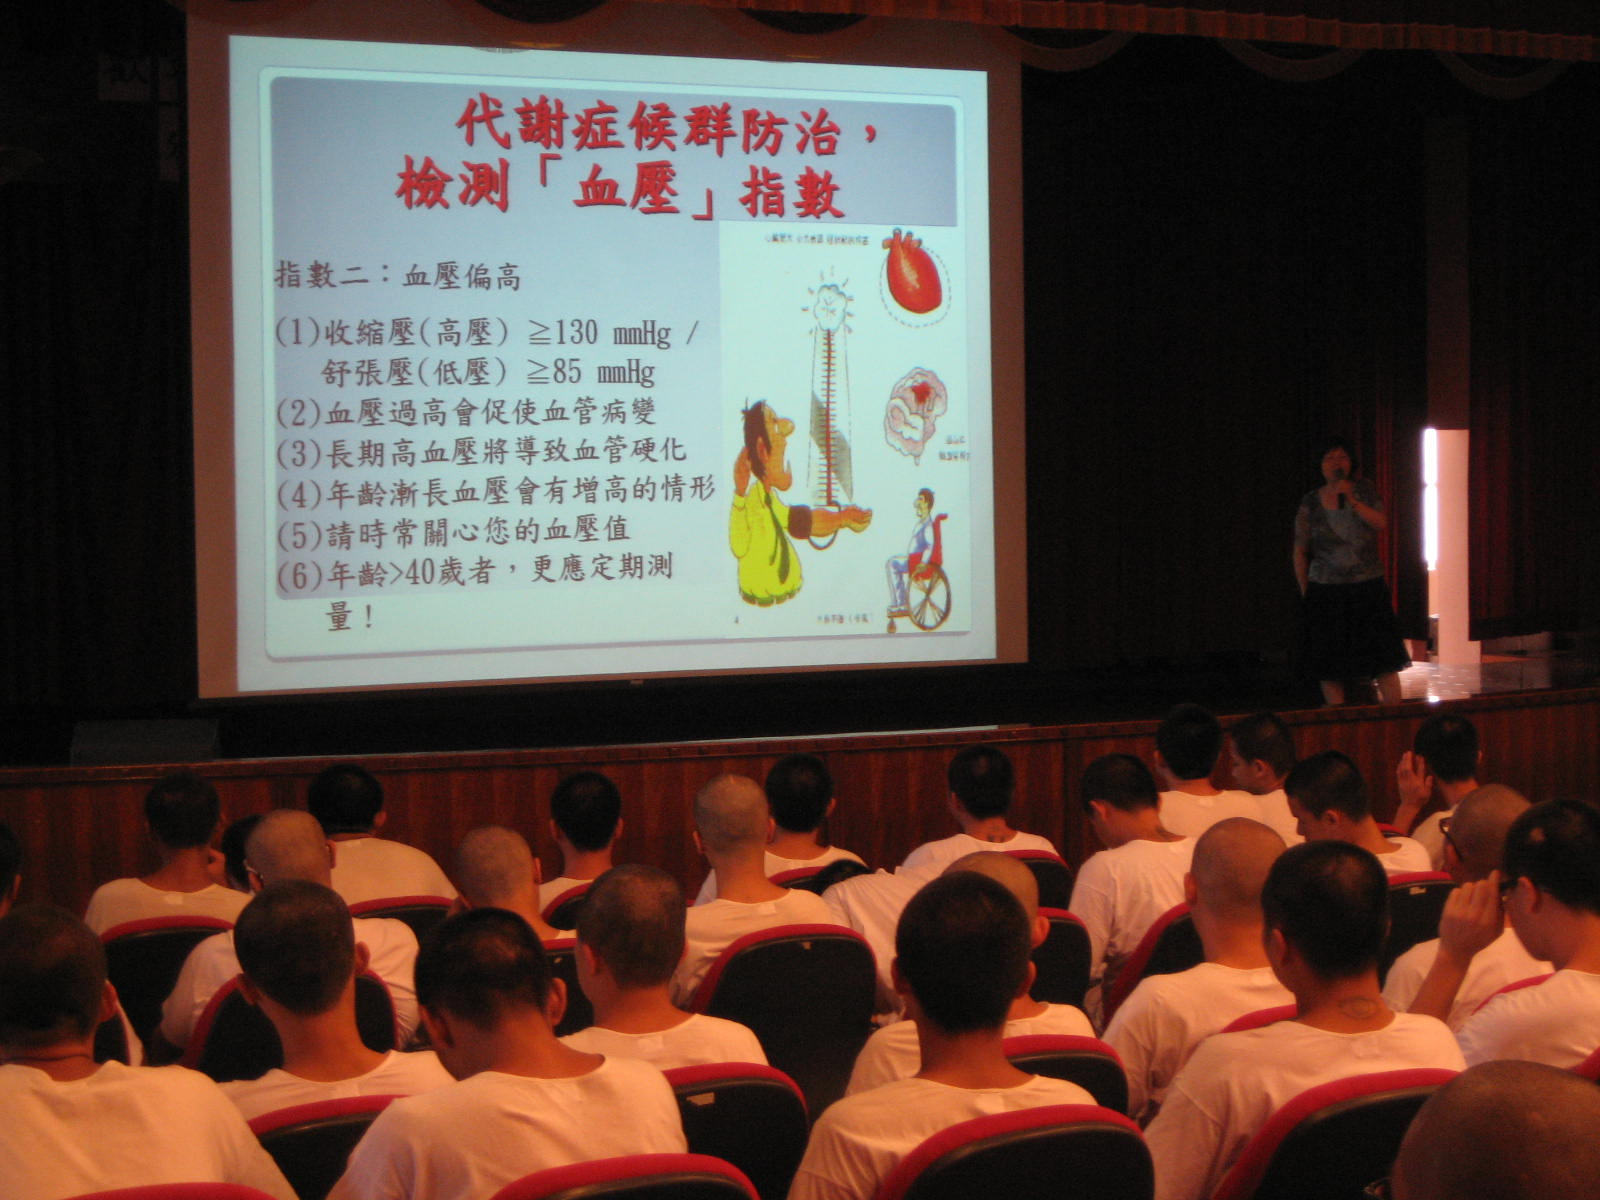 代謝症候群防治，
檢測「血壓」指數
指數二：血壓偏高
(1)收縮壓(高壓) ≧130 mmHg /
舒張壓(低壓) ≧85 mmHg
(2)血壓過高會促使血管病變
(3)長期高血壓將導致血管硬化
(4)年齡漸長血壓會有增高的情形
(5)請時常關心您的血壓值
(6)年齡>40歲者，更應定期測
量！
4